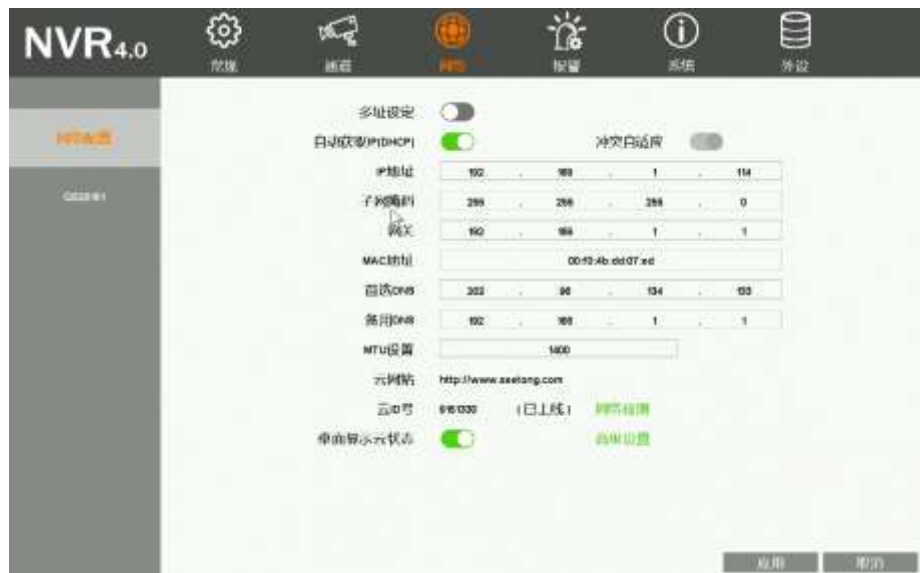 NVR4.0
常规 通道 网络 报警 系统 外设
网络配置
多址设定
自动获取IP(DHCP) 冲突自适应
IP地址 192 . 168 . 1 . 114
子网掩码 255 . 255 . 255 . 0
网关 192 . 168 . 1 . 1
MAC地址
首选DNS 202 . 96 . 134 . 133
备用DNS 192 . 168 . 1 . 1
MTU设置 1400
云网站 http://www.seetong.com
云ID号 (已上线) 网络检测
桌面显示云状态 高级设置
应用 取消